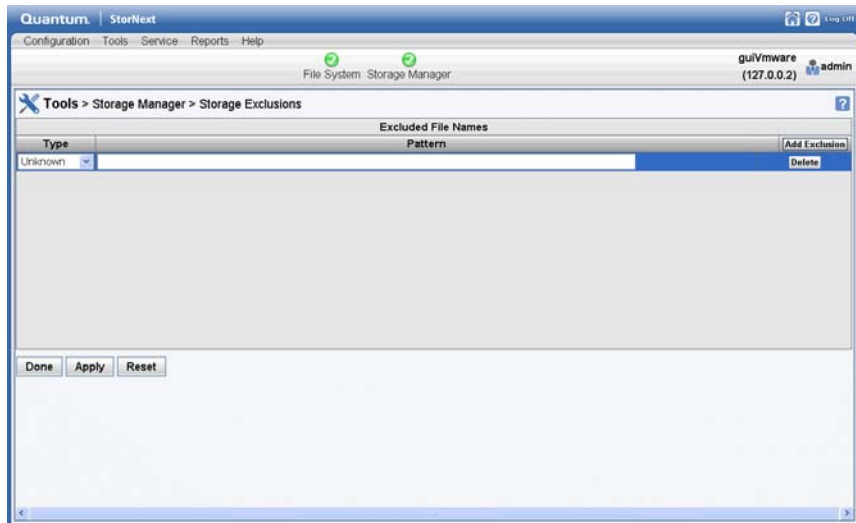 Quantum. StorNext Log Off
Configuration Tools Service Reports Help
File System Storage Manager
guiVmware
(127.0.0.2)
admin
Tools > Storage Manager > Storage Exclusions
Excluded File Names
Type Pattern Add Exclusion
Unknown Delete
Done Apply Reset